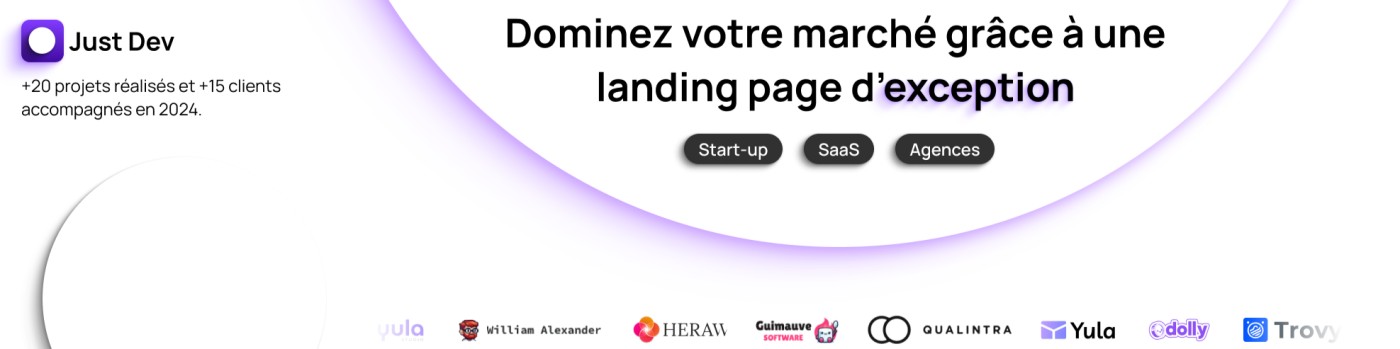 Just Dev
+20 projets réalisés et +15 clients
accompagnés en 2024.
Dominez votre marché grâce à une
landing page d’exception
Start-up SaaS Agences
yula William Alexander HERAW Guimauve SOFTWARE QUALINTRA Yula dolly Trovy